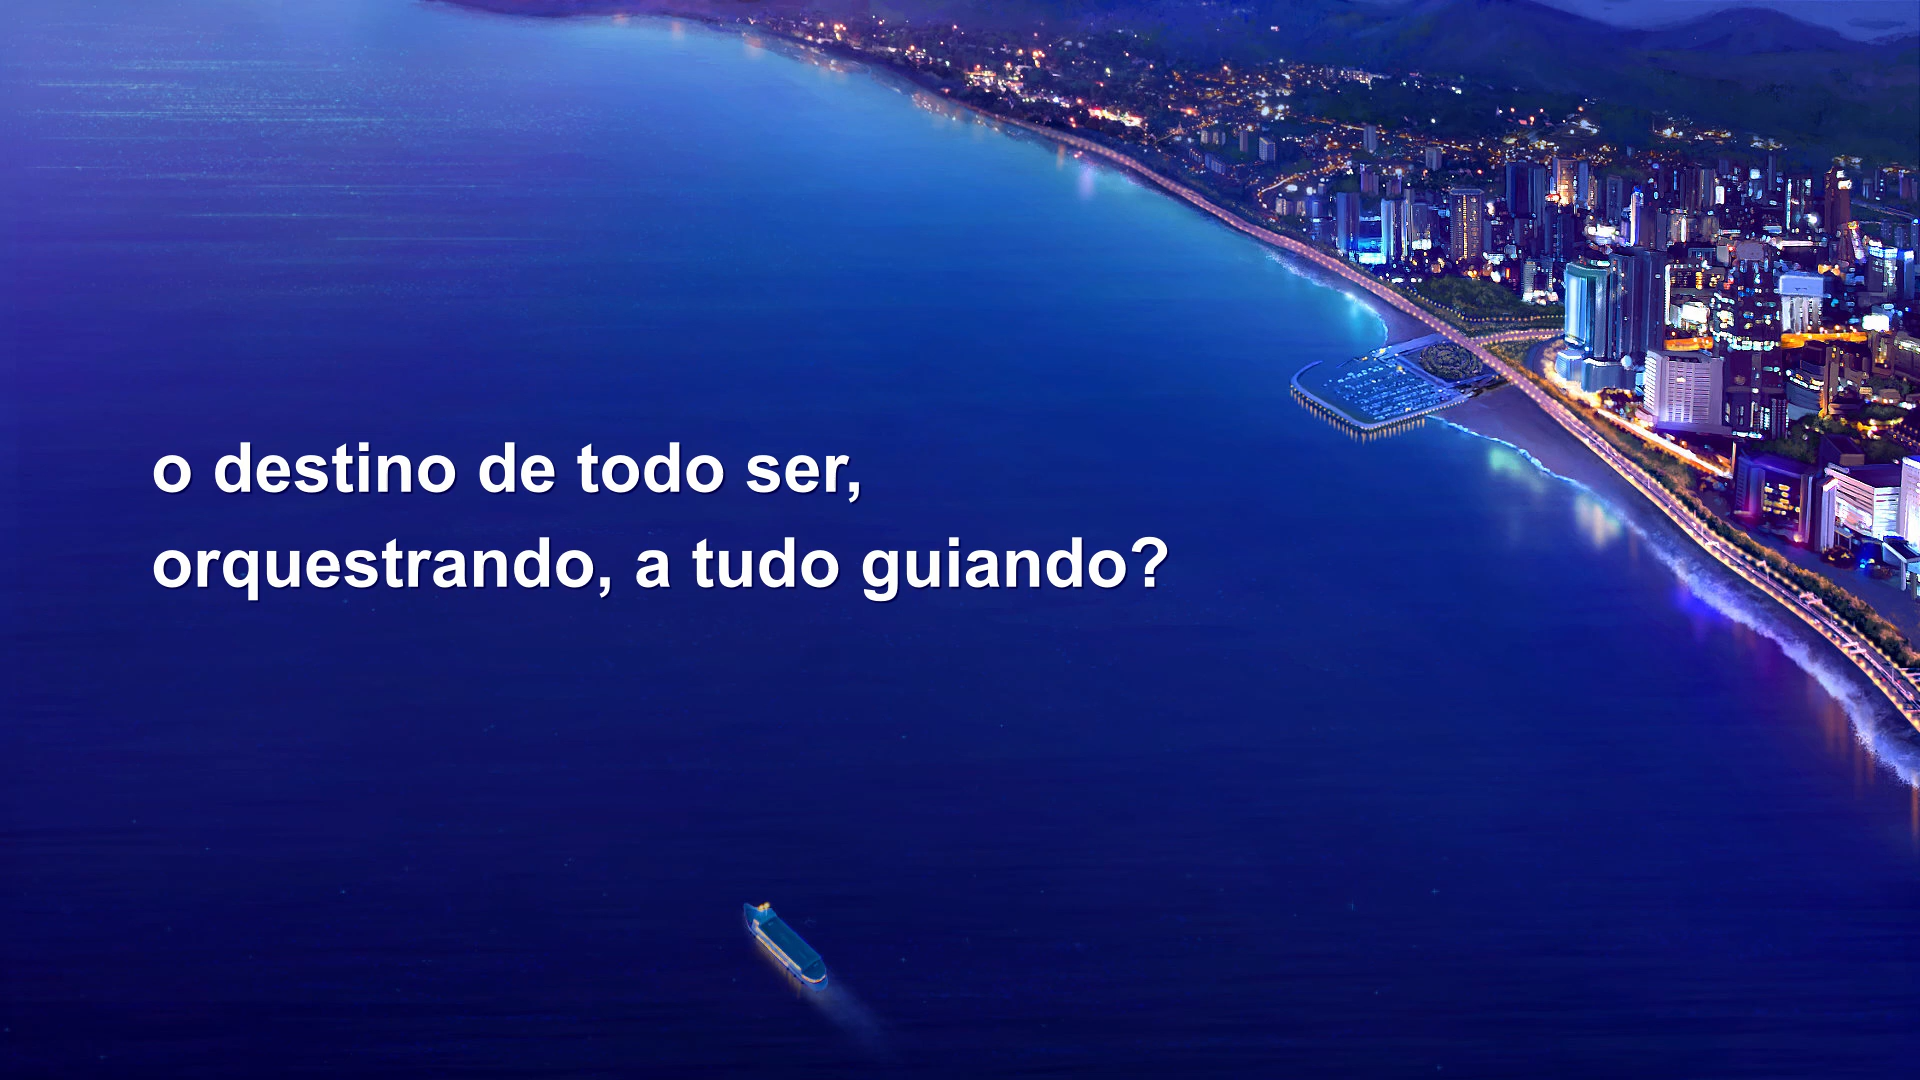 o destino de todo ser,
orquestrando, a tudo guiando?